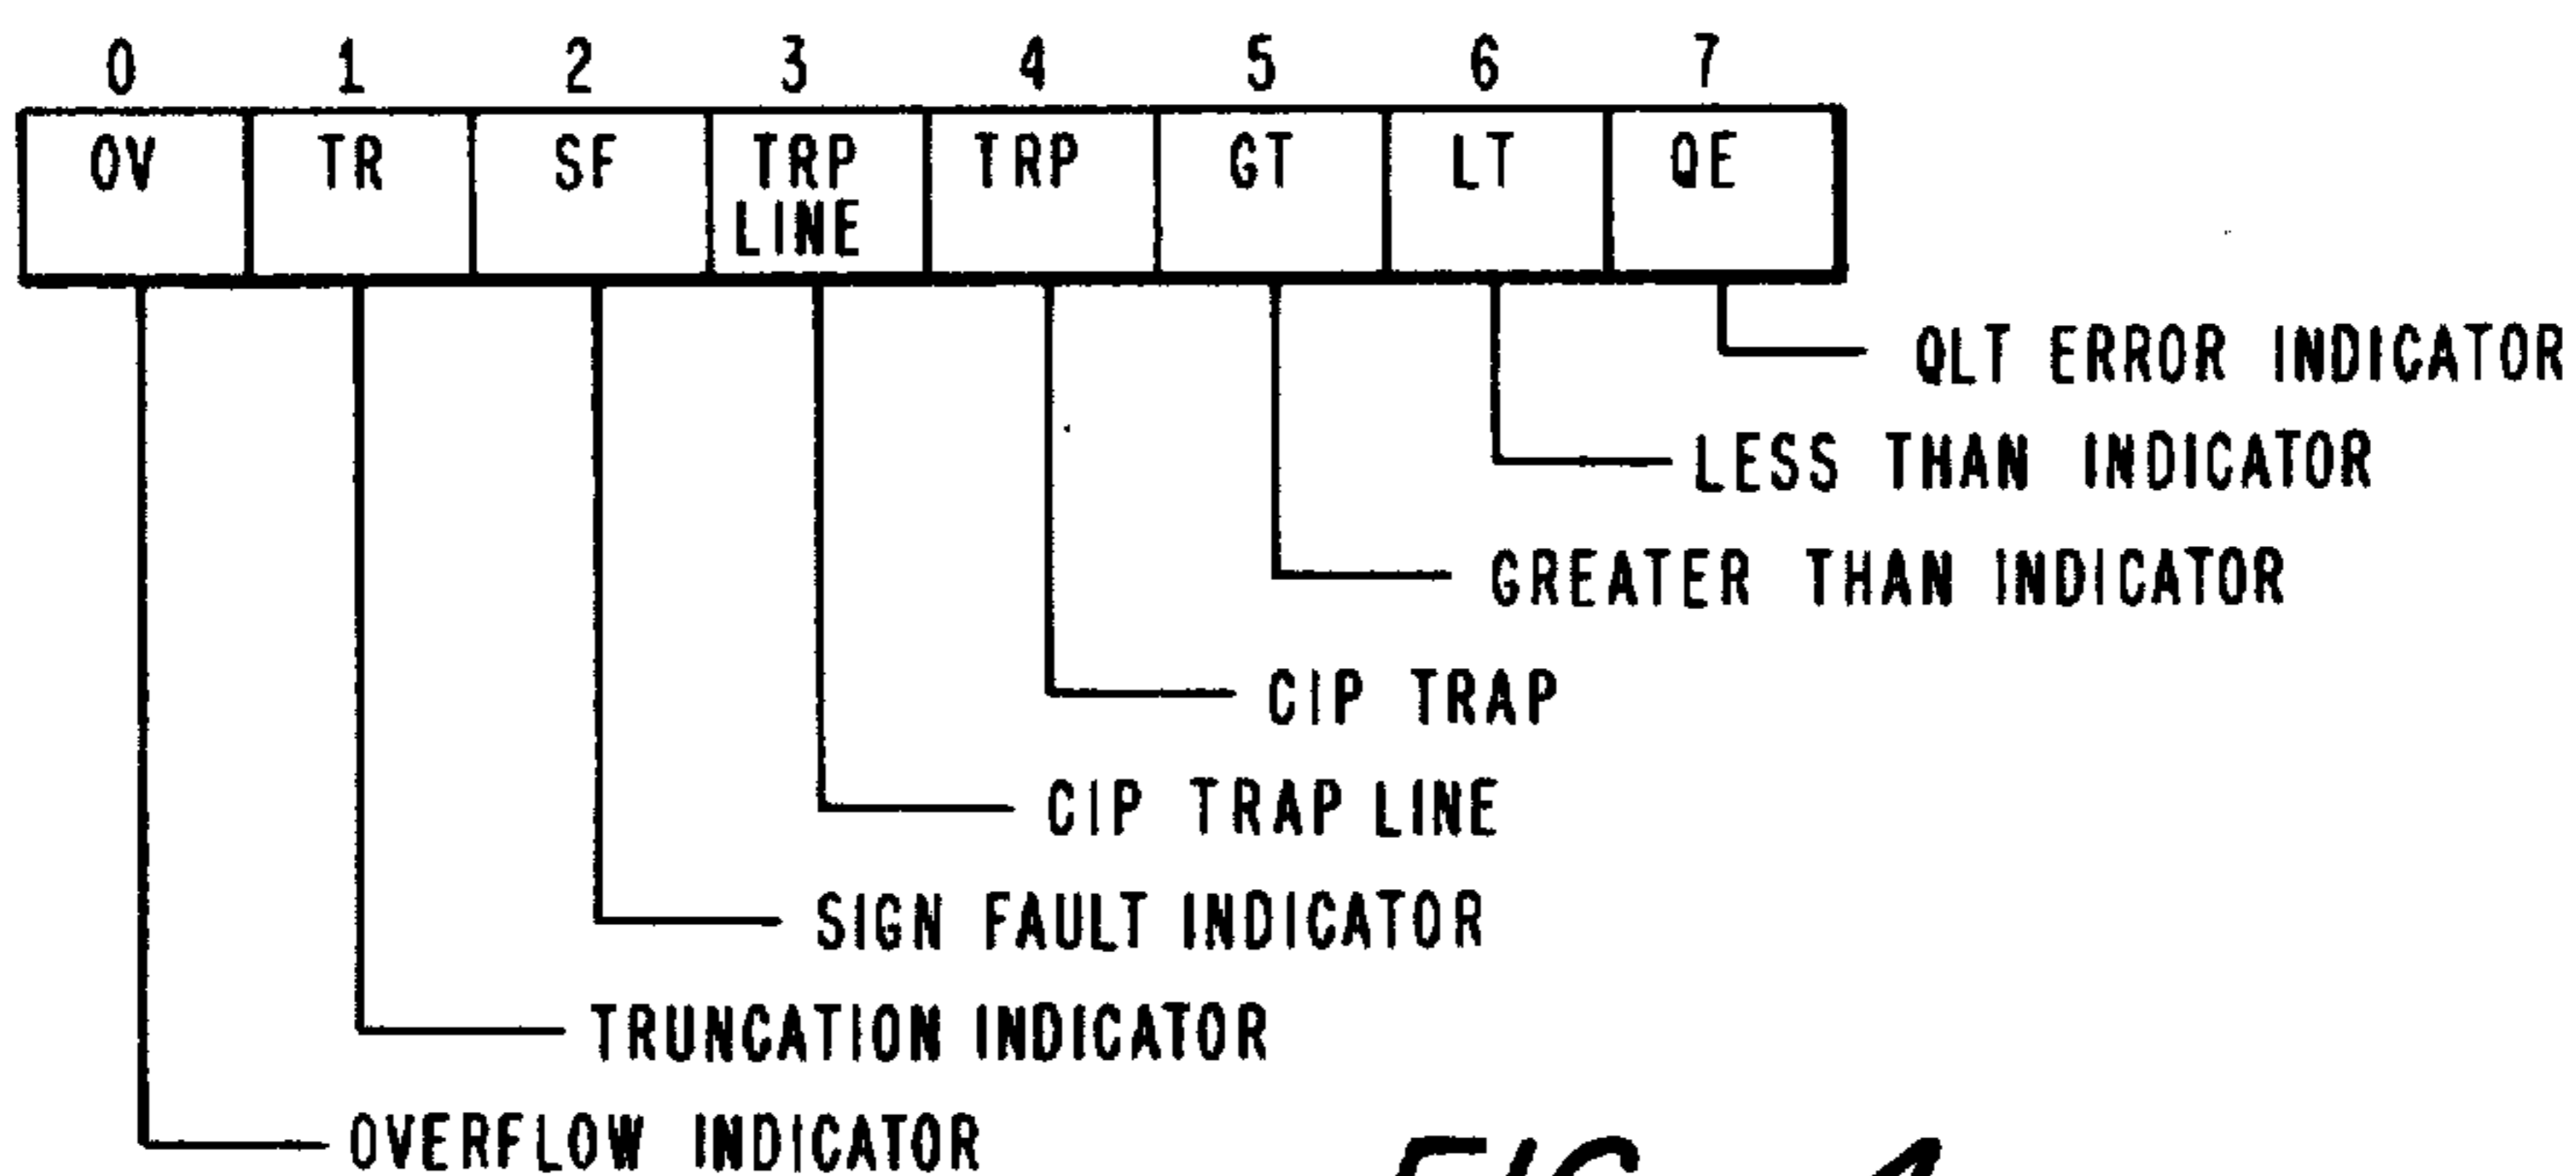 0 1 2 3 4 5 6 7
OV TR SF TRP LINE TRP GT LT QE
QLT ERROR INDICATOR
LESS THAN INDICATOR
GREATER THAN INDICATOR
CIP TRAP
CIP TRAP LINE
SIGN FAULT INDICATOR
TRUNCATION INDICATOR
OVERFLOW INDICATOR